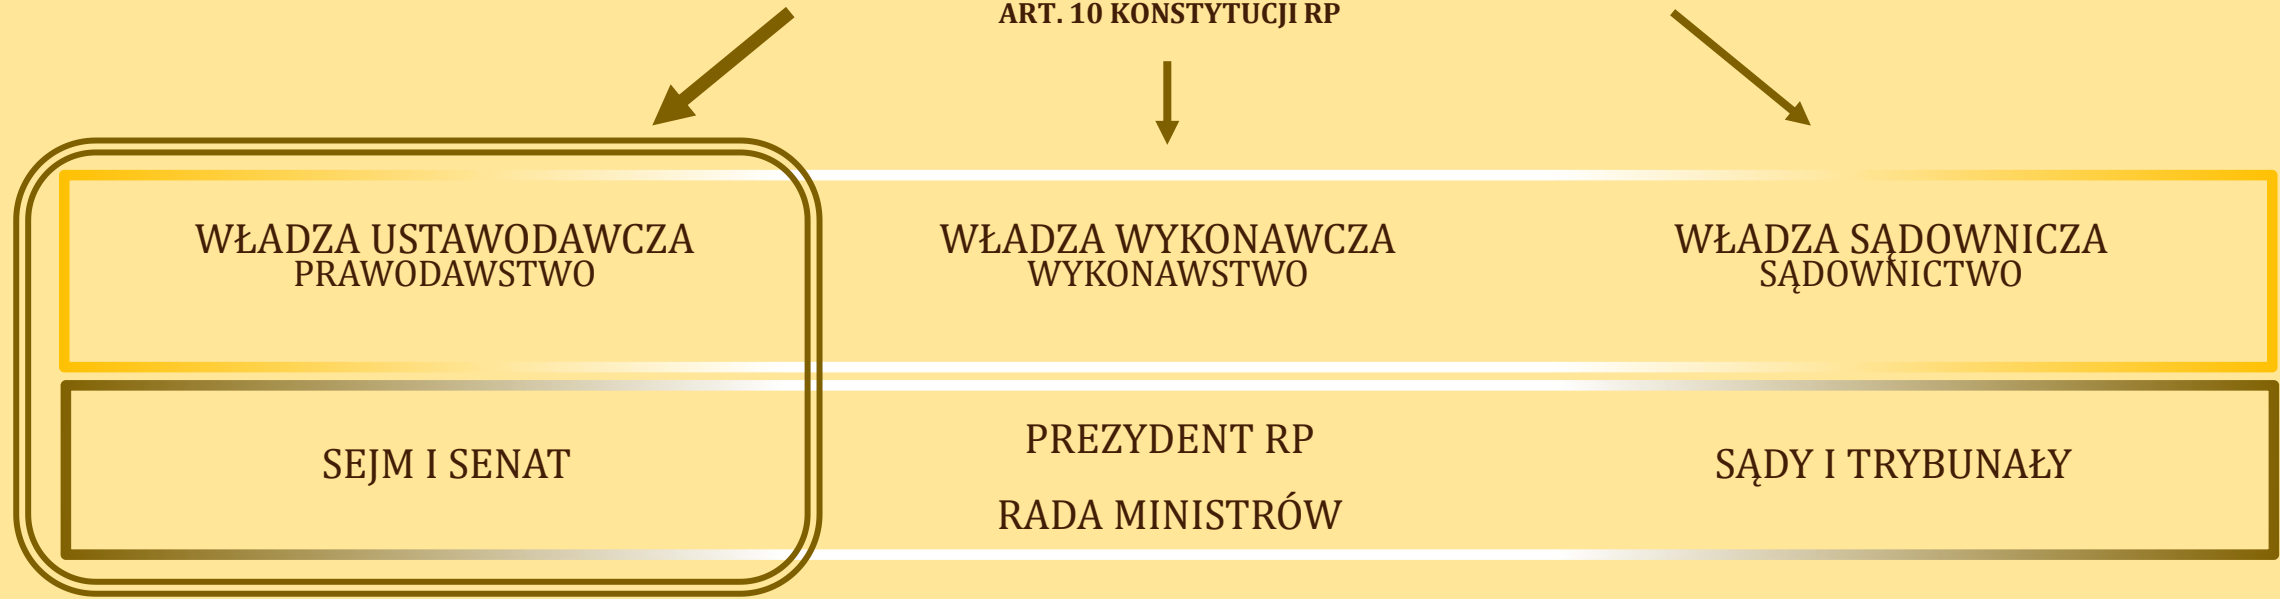 ART. 10 KONSTYTUCJI RP
WŁADZA USTAWODAWCZA
PRAWODAWSTWO
WŁADZA WYKONAWCZA
WYKONAWSTWO
WŁADZA SĄDOWNICZA
SĄDOWNICTWO
SEJM I SENAT
PREZYDENT RP
RADA MINISTRÓW
SĄDY I TRYBUNAŁY